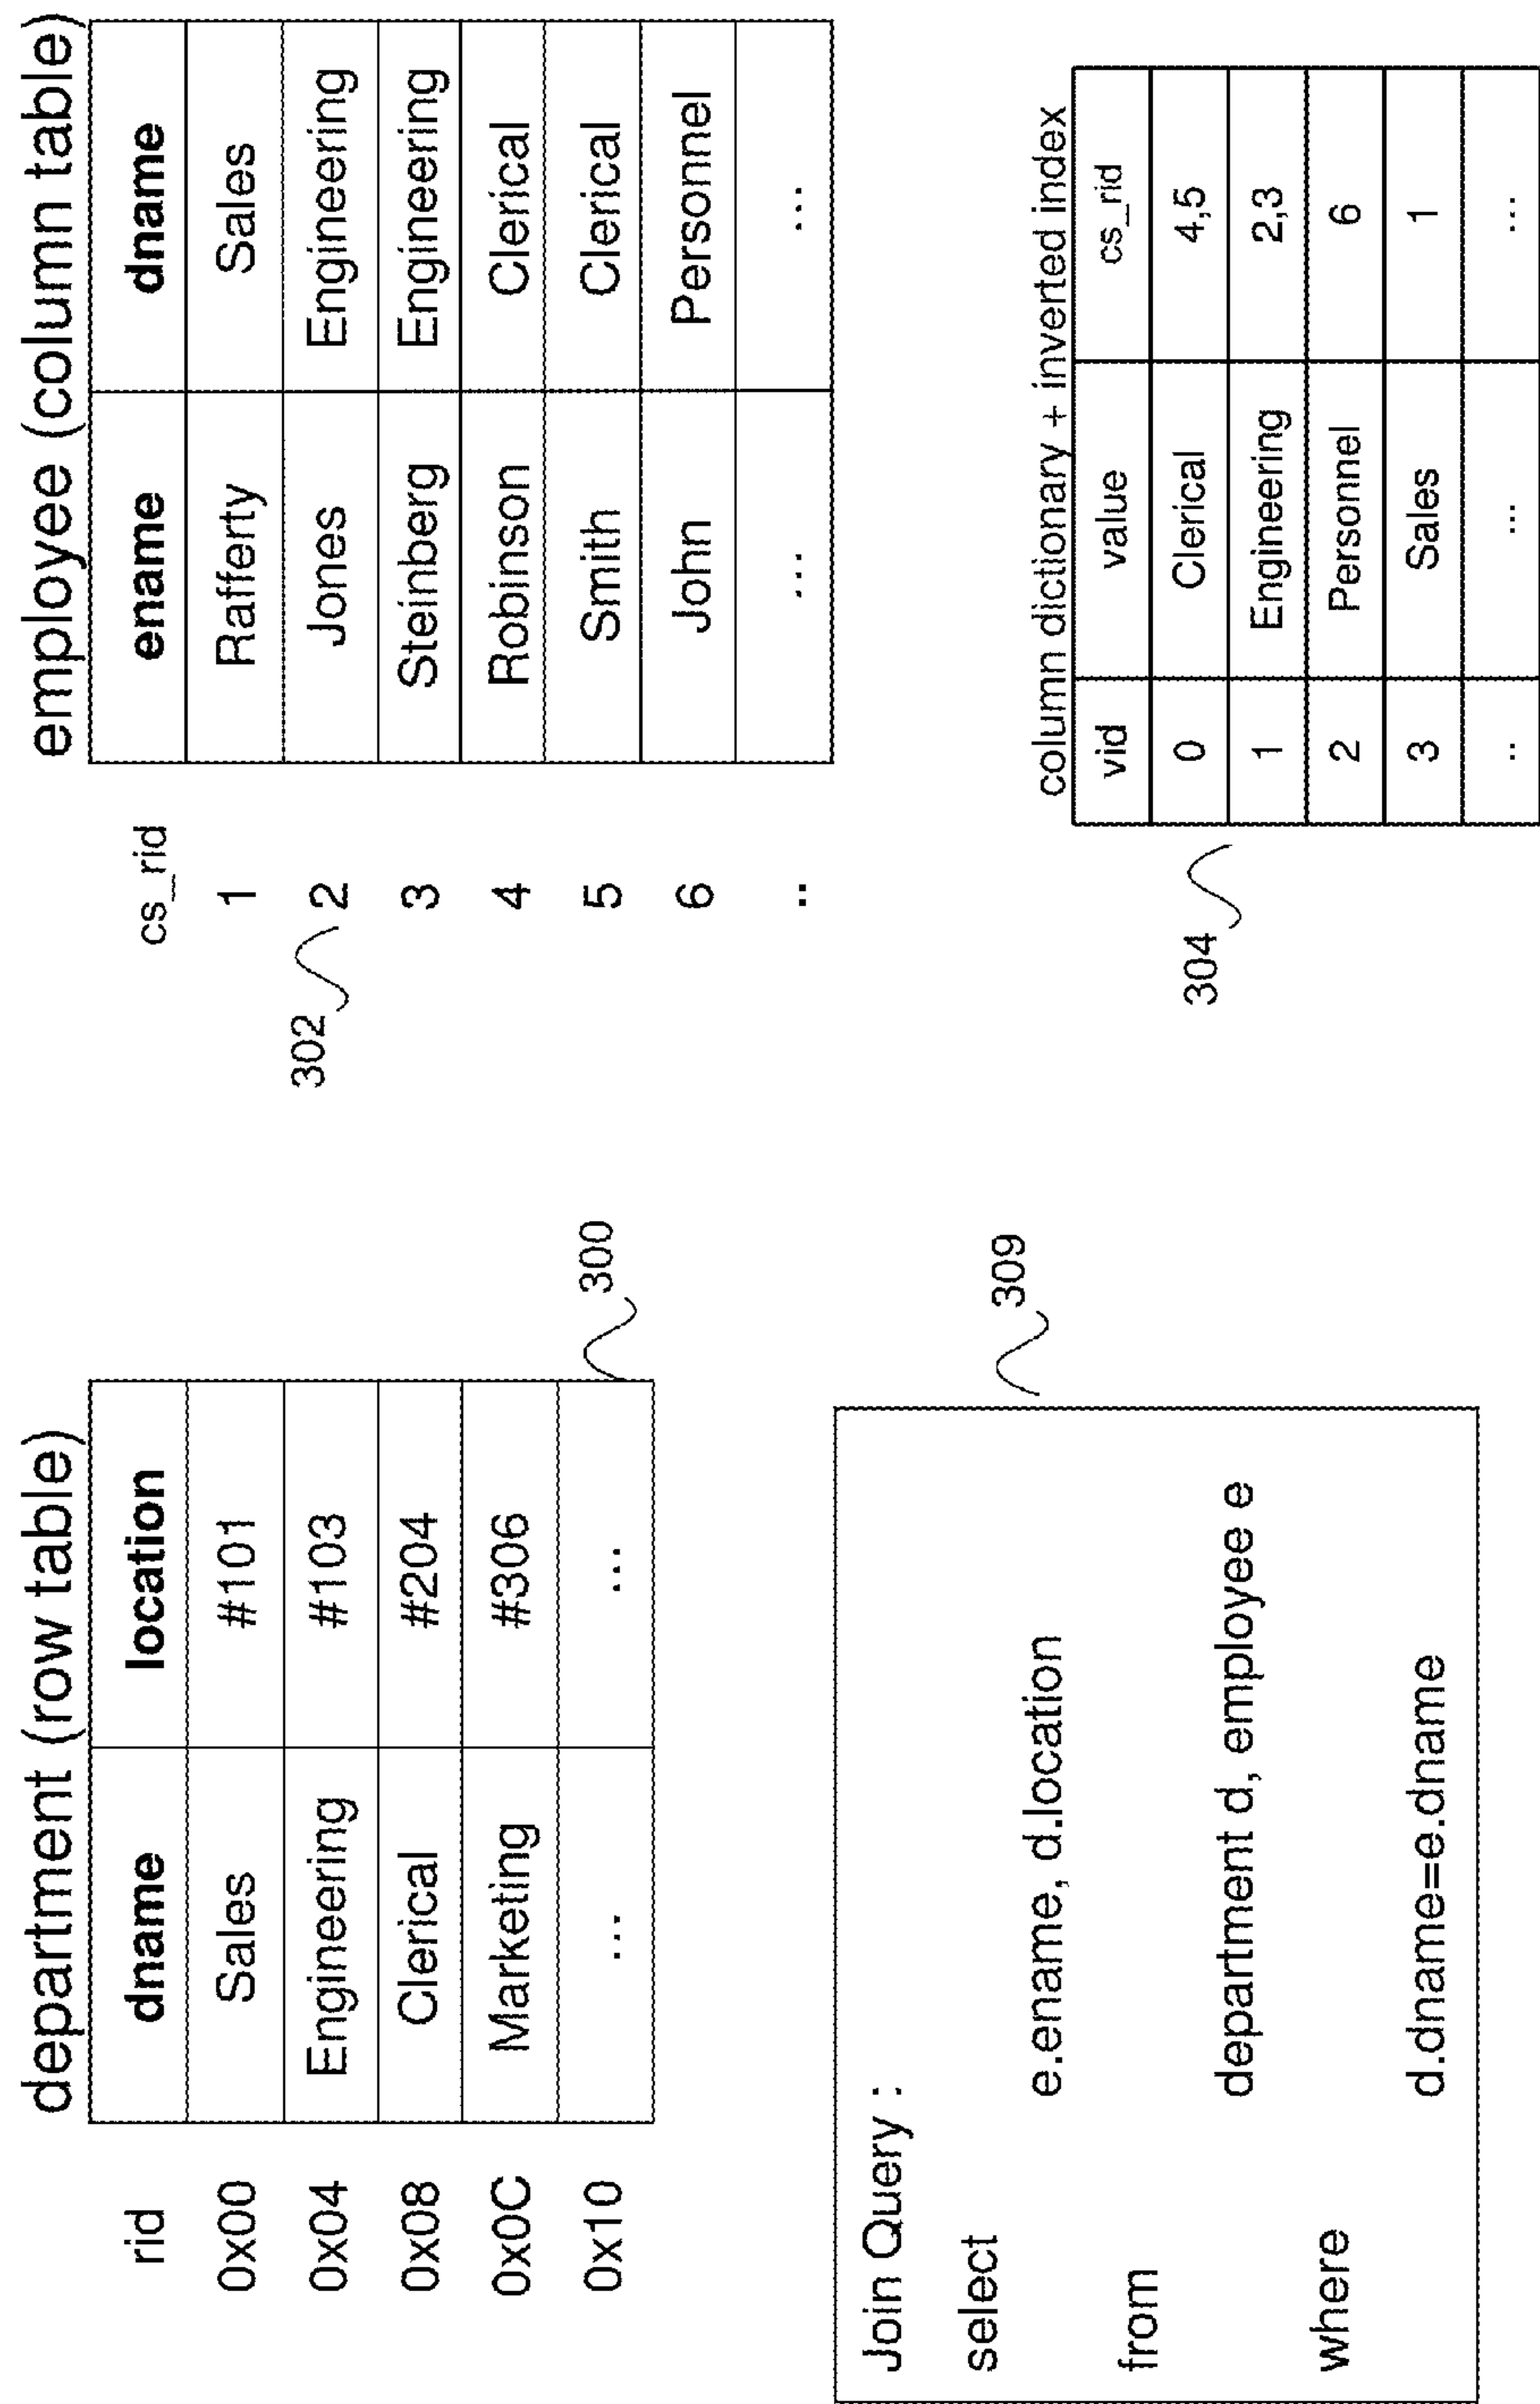 department (row table)
rid dname location
0x00 Sales #101
0x04 Engineering #103
0x08 Clerical #204
0x0C Marketing #306
0x10 ... ...
300
employee (column table)
cs_rid ename dname
1 Rafferty Sales
2 Jones Engineering
3 Steinberg Engineering
4 Robinson Clerical
5 Smith Clerical
6 John Personnel
.. ... ...
302
Join Query :
select
e.ename, d.location
from
department d, employee e
where
d.dname=e.dname
309
column dictionary + inverted index
vid value cs_rid
0 Clerical 4,5
1 Engineering 2,3
2 Personnel 6
3 Sales 1
.. ... ...
304